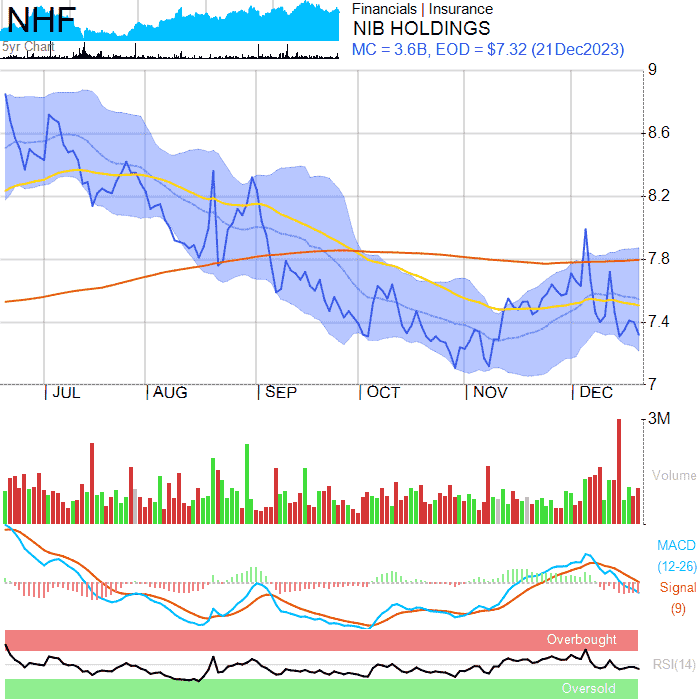 NHF
5yr Chart
Financials | Insurance
NIB HOLDINGS
MC = 3.6B, EOD = $7.32 (21Dec2023)
9
8.6
8.2
7.8
7.4
7
JUL AUG SEP OCT NOV DEC
3M
Volume
MACD
(12-26)
Signal
(9)
Overbought
RSI(14)
Oversold